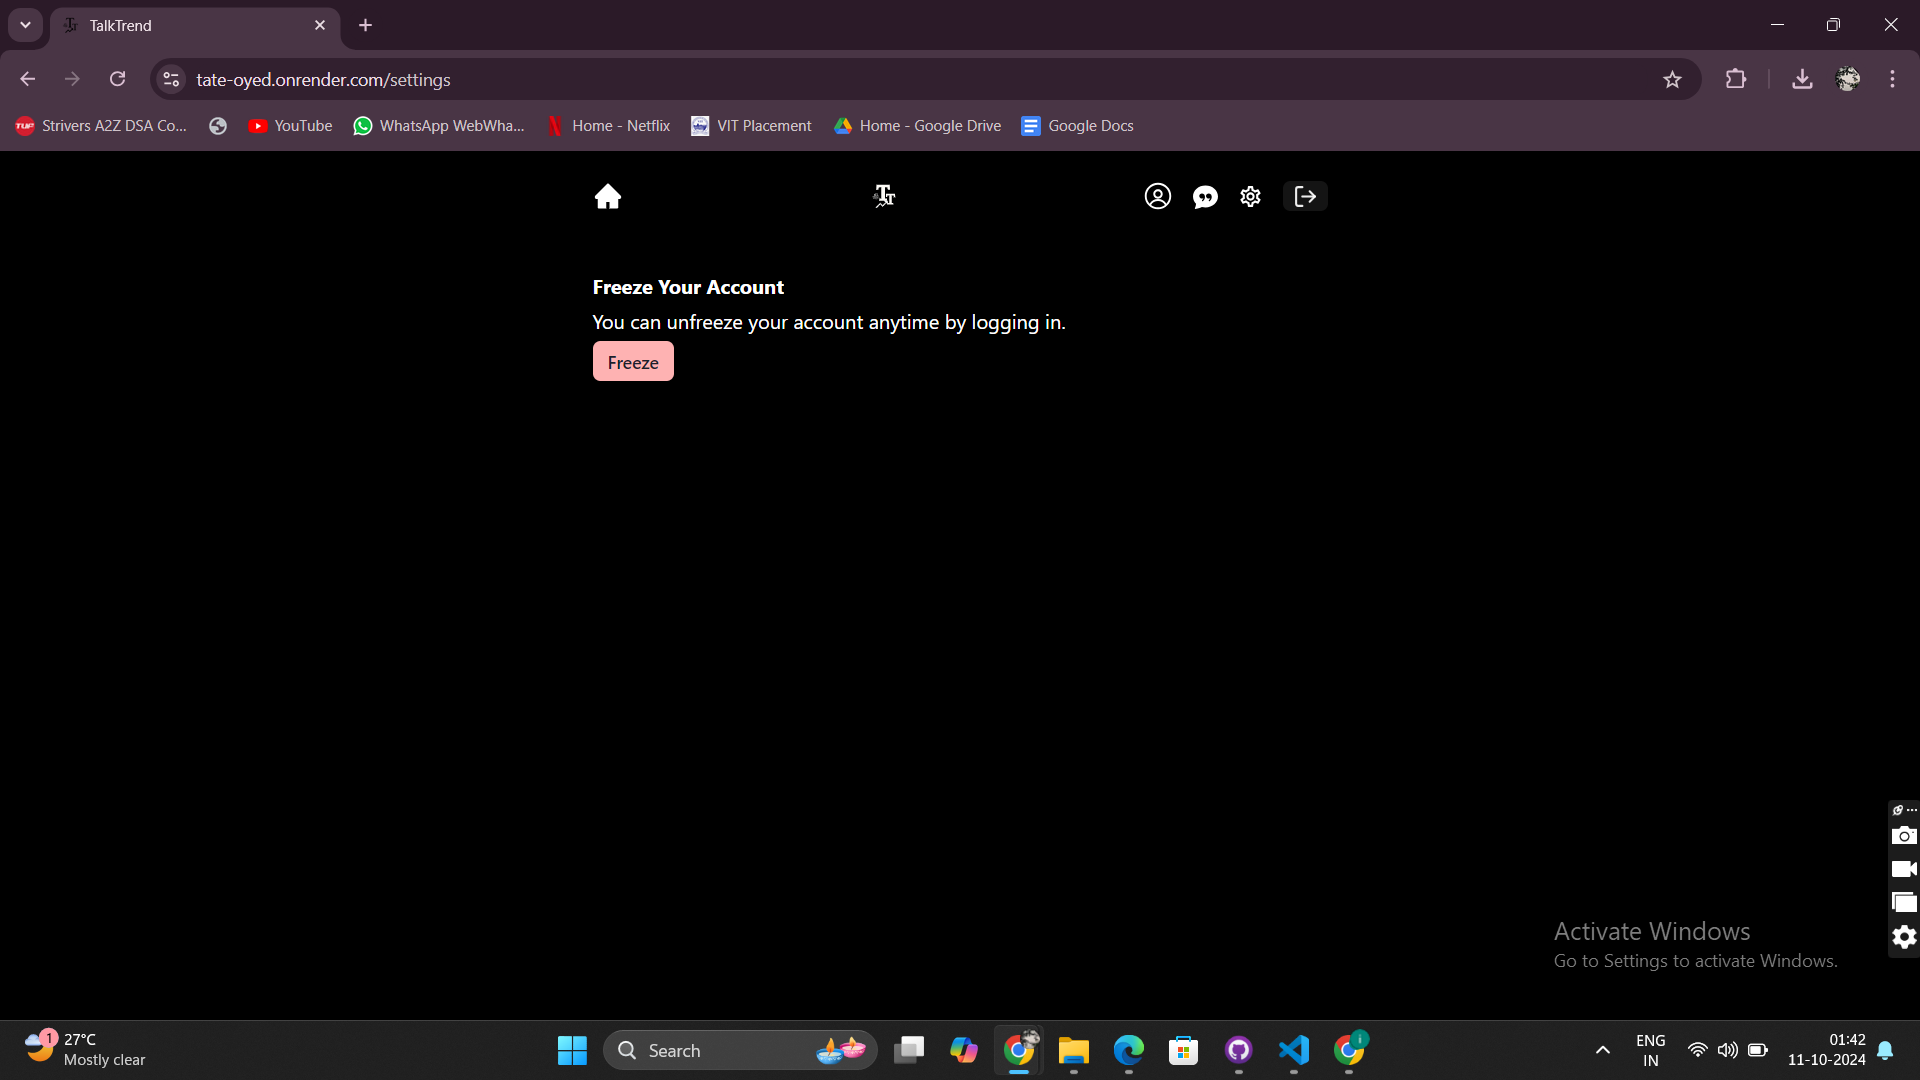 TalkTrend
tate-oyed.onrender.com/settings
Strivers A2Z DSA Co...
YouTube
WhatsApp WebWha...
Home - Netflix
VIT Placement
Home - Google Drive
Google Docs
Freeze Your Account
You can unfreeze your account anytime by logging in.
Freeze
Activate Windows
Go to Settings to activate Windows.
1
27°C
Mostly clear
Search
ENG
IN
01:42
11-10-2024